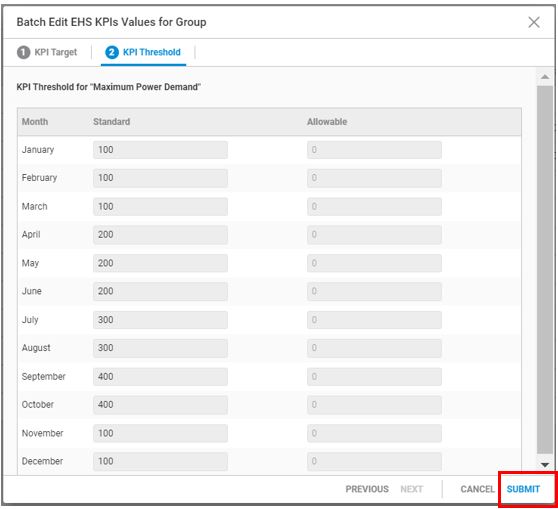 Batch Edit EHS KPIs Values for Group
1 KPI Target 2 KPI Threshold
KPI Threshold for "Maximum Power Demand"
Month Standard Allowable
January 100 0
February 100 0
March 100 0
April 200 0
May 200 0
June 200 0
July 300 0
August 300 0
September 400 0
October 400 0
November 100 0
December 100 0
PREVIOUS NEXT CANCEL SUBMIT